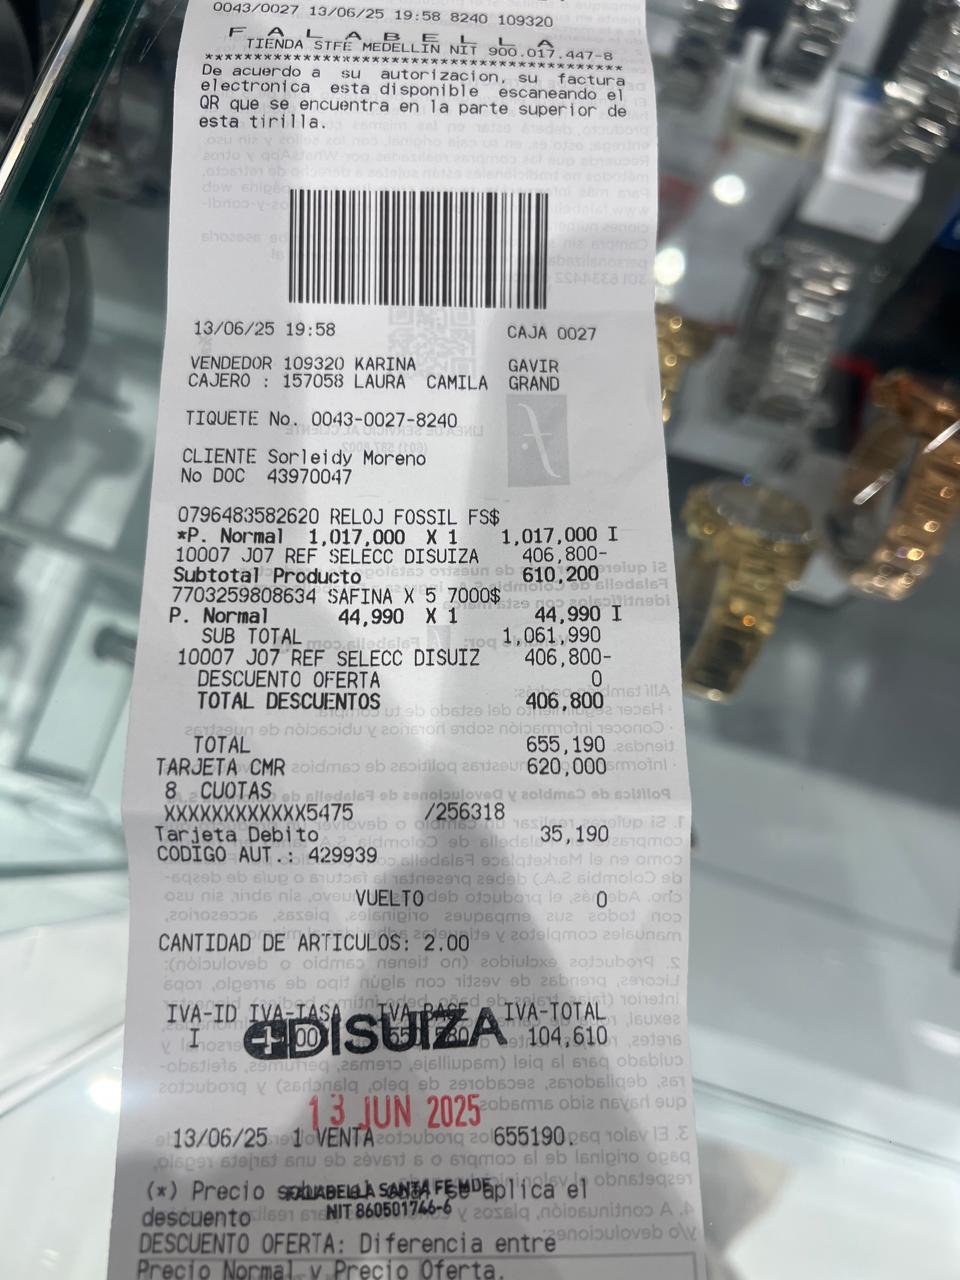 0043/0027 13/06/25 19:58 8240 109320
F A L A B E L L A
TIENDA STFE MEDELLIN NIT 900.017.447-8
****************************************
De acuerdo a su autorizacion, su factura
electronica esta disponible escaneando el
QR que se encuentra en la parte superior de
esta tirilla.
13/06/25 19:58 CAJA 0027
VENDEDOR 109320 KARINA GAVIR
CAJERO : 157058 LAURA CAMILA GRAND
TIQUETE No. 0043-0027-8240
CLIENTE Sorleidy Moreno
No DOC 43970047
0796483582620 RELOJ FOSSIL FS$
*P. Normal 1,017,000 X 1 1,017,000 I
10007 J07 REF SELECC DISUIZA 406,800-
Subtotal Producto 610,200
7703259808634 SAFINA X 5 7000$
P. Normal 44,990 X 1 44,990 I
SUB TOTAL 1,061,990
10007 J07 REF SELECC DISUIZ 406,800-
DESCUENTO OFERTA 0
TOTAL DESCUENTOS 406,800
TOTAL 655,190
TARJETA CMR 620,000
8 CUOTAS
XXXXXXXXXXXX5475 /256318
Tarjeta Debito 35,190
CODIGO AUT.: 429939
VUELTO 0
CANTIDAD DE ARTICULOS: 2.00
IVA-ID IVA-TASA IVA BASE IVA-TOTAL
I 104,610
DISUIZA
13 JUN 2025
13/06/25 1 VENTA 655190.
(*) Precio se aplica el
FALABELLA SANTA FE MDE
descuento
NIT 860501746-6
DESCUENTO OFERTA: Diferencia entre
Precio Normal y Precio Oferta.